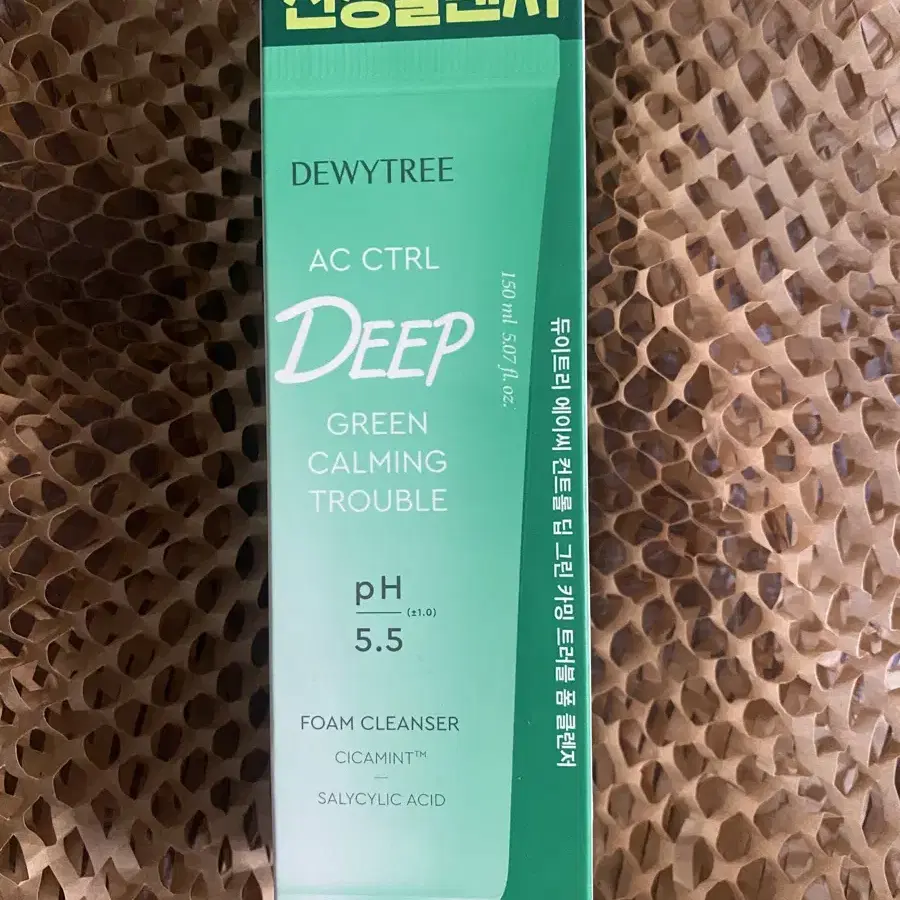 DEWYTREE
AC CTRL
DEEP
GREEN
CALMING
TROUBLE
150 ml 5.07 fl. oz.
pH
(±1.0)
5.5
FOAM CLEANSER
CICAMINT™
SALYCYLIC ACID
듀이트리 에이씨 컨트롤 딥 그린 카밍 트러블 폼 클렌저